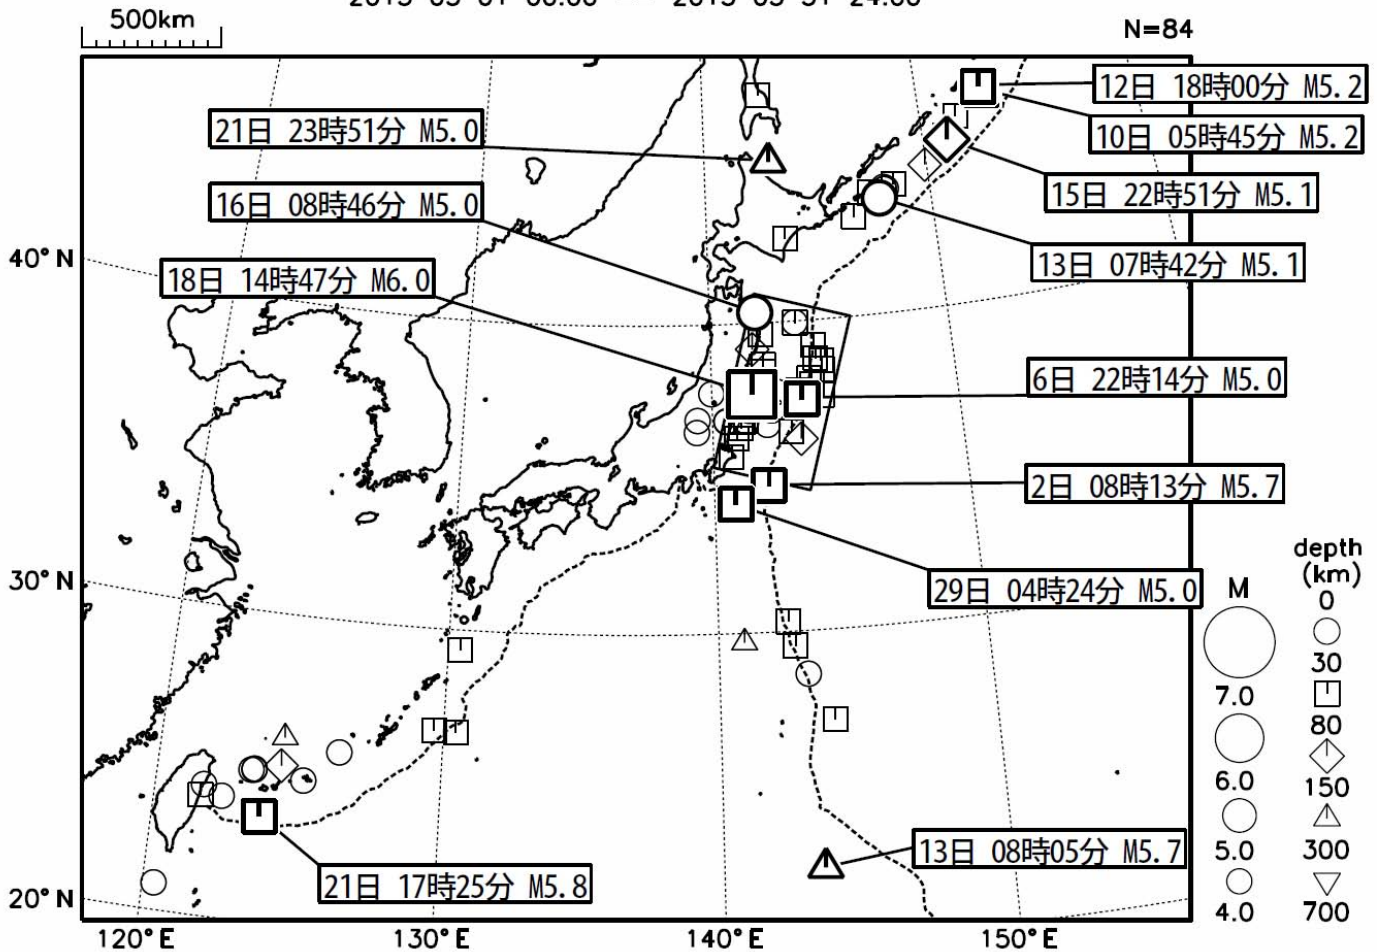 500km
N=84
12日 18時00分 M5.2
21日 23時51分 M5.0
10日 05時45分 M5.2
15日 22時51分 M5.1
16日 08時46分 M5.0
40°N
13日 07時42分 M5.1
18日 14時47分 M6.0
6日 22時14分 M5.0
2日 08時13分 M5.7
29日 04時24分 M5.0
30°N
depth
(km)
M
0
30
7.0
80
6.0
150
5.0
300
4.0
700
13日 08時05分 M5.7
21日 17時25分 M5.8
20°N
120°E
130°E
140°E
150°E